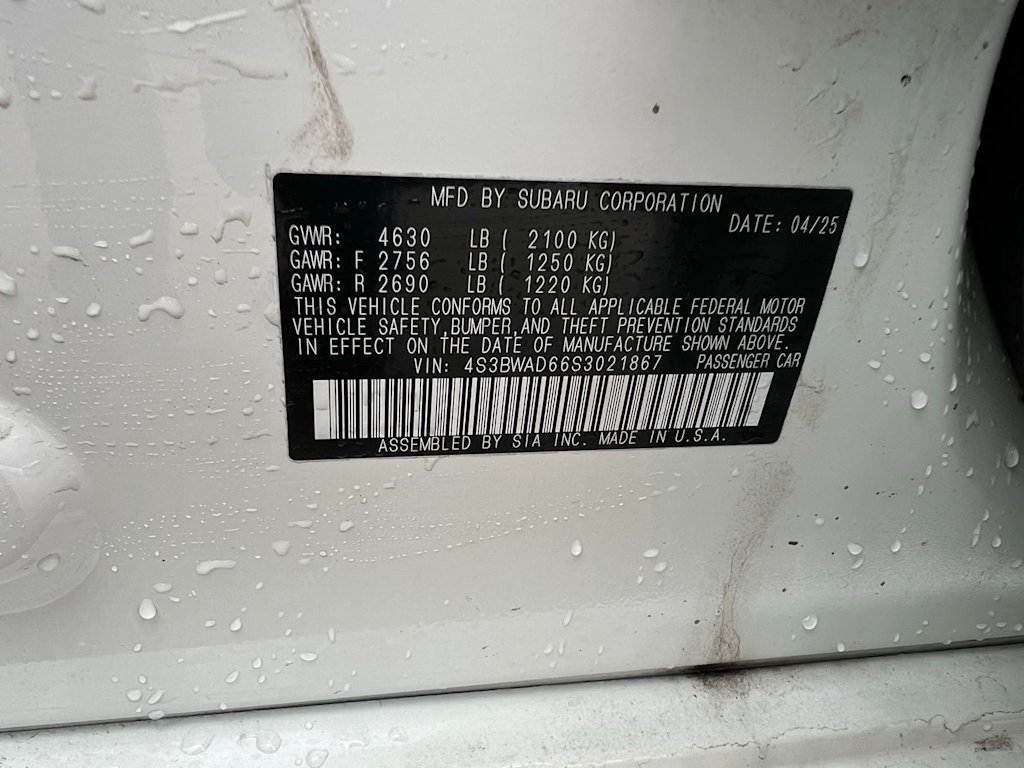 MFD BY SUBARU CORPORATION
DATE: 04/25
GVWR: 4630 LB ( 2100 KG)
GAWR: F 2756 LB ( 1250 KG)
GAWR: R 2690 LB ( 1220 KG)
THIS VEHICLE CONFORMS TO ALL APPLICABLE FEDERAL MOTOR
VEHICLE SAFETY, BUMPER, AND THEFT PREVENTION STANDARDS
IN EFFECT ON THE DATE OF MANUFACTURE SHOWN ABOVE.
VIN: 4S3BWAD66S3021867 PASSENGER CAR
ASSEMBLED BY SIA INC. MADE IN U.S.A.